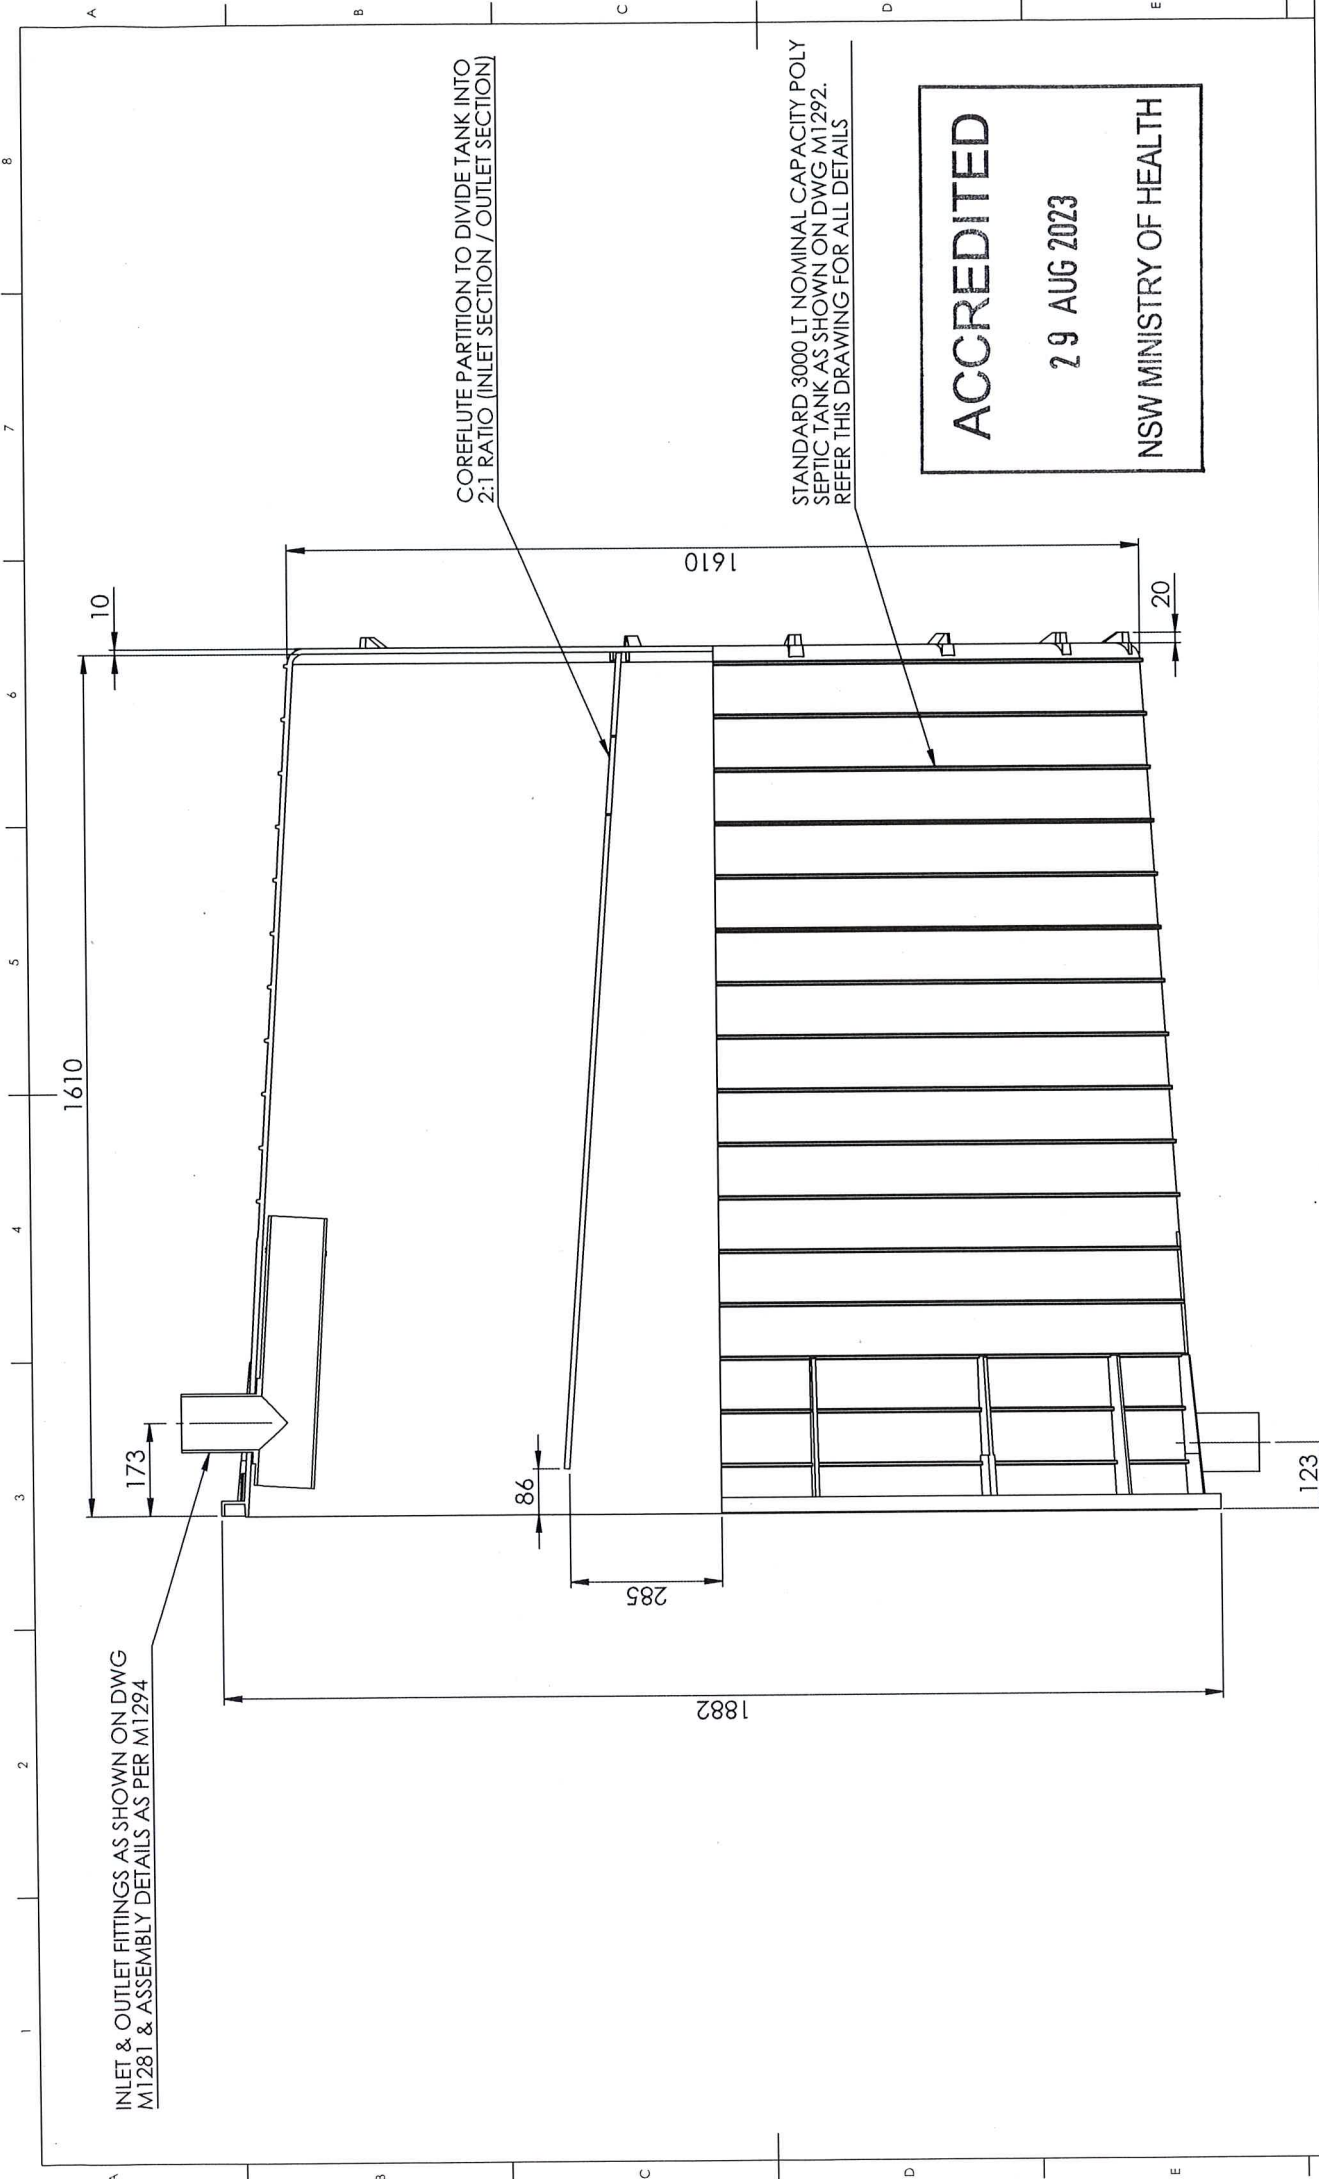 1
2
3
4
5
6
7
8
A
B
C
D
E
A
B
C
D
E
INLET & OUTLET FITTINGS AS SHOWN ON DWG
M1281 & ASSEMBLY DETAILS AS PER M1294
1610
10
173
86
285
1882
1610
20
123
COREFLUTE PARTITION TO DIVIDE TANK INTO
2:1 RATIO (INLET SECTION / OUTLET SECTION)
STANDARD 3000 LT NOMINAL CAPACITY POLY
SEPTIC TANK AS SHOWN ON DWG M1292.
REFER THIS DRAWING FOR ALL DETAILS
ACCREDITED
29 AUG 2023
NSW MINISTRY OF HEALTH